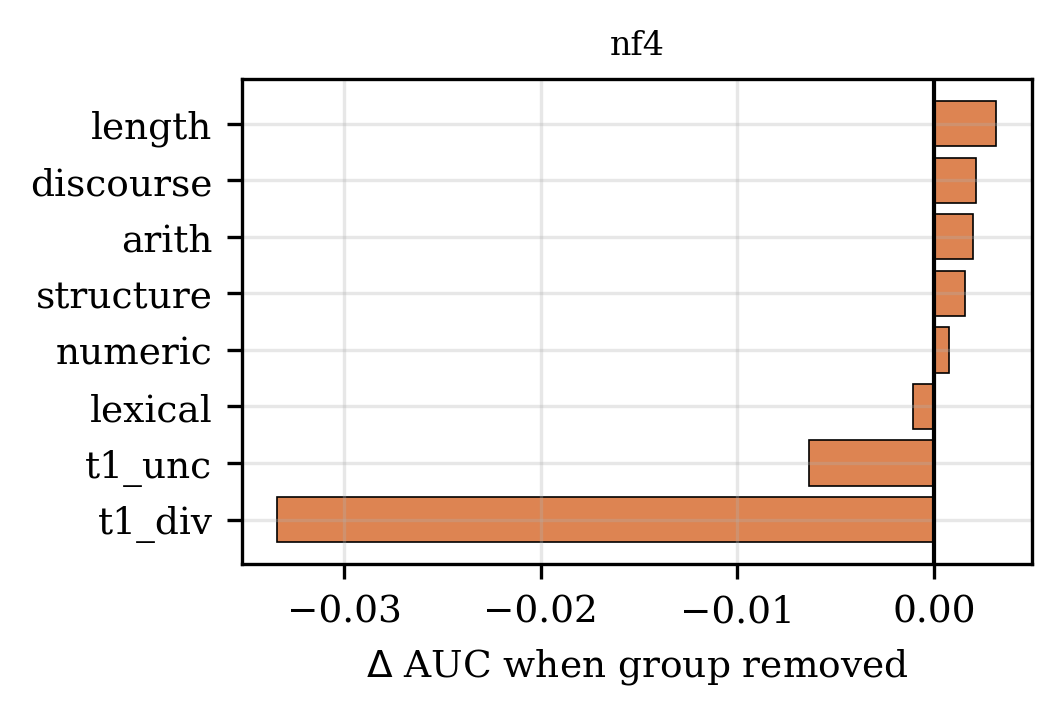 nf4
length
discourse
arith
structure
numeric
lexical
t1_unc
t1_div
−0.03 −0.02 −0.01 0.00
Δ AUC when group removed